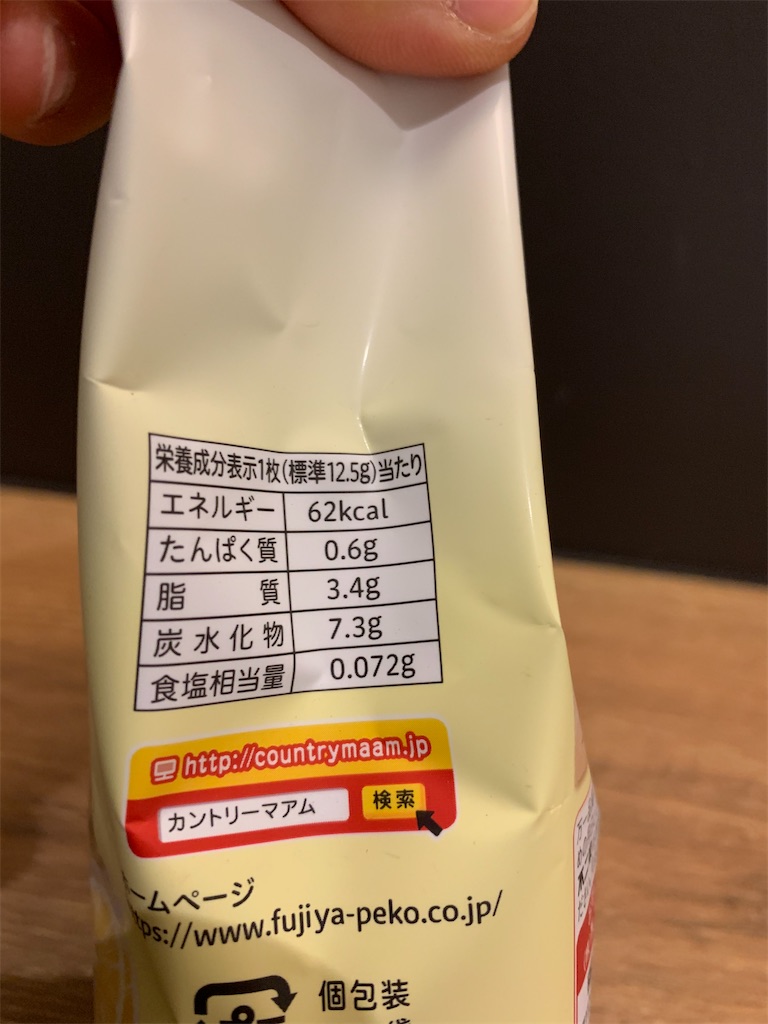 栄養成分表示1枚(標準12.5g)当たり
エネルギー 62kcal
たんぱく質 0.6g
脂質 3.4g
炭水化物 7.3g
食塩相当量 0.072g
http://countrymaam.jp
カントリーマアム 検索
ームページ
tps://www.fujiya-peko.co.jp/
個包装